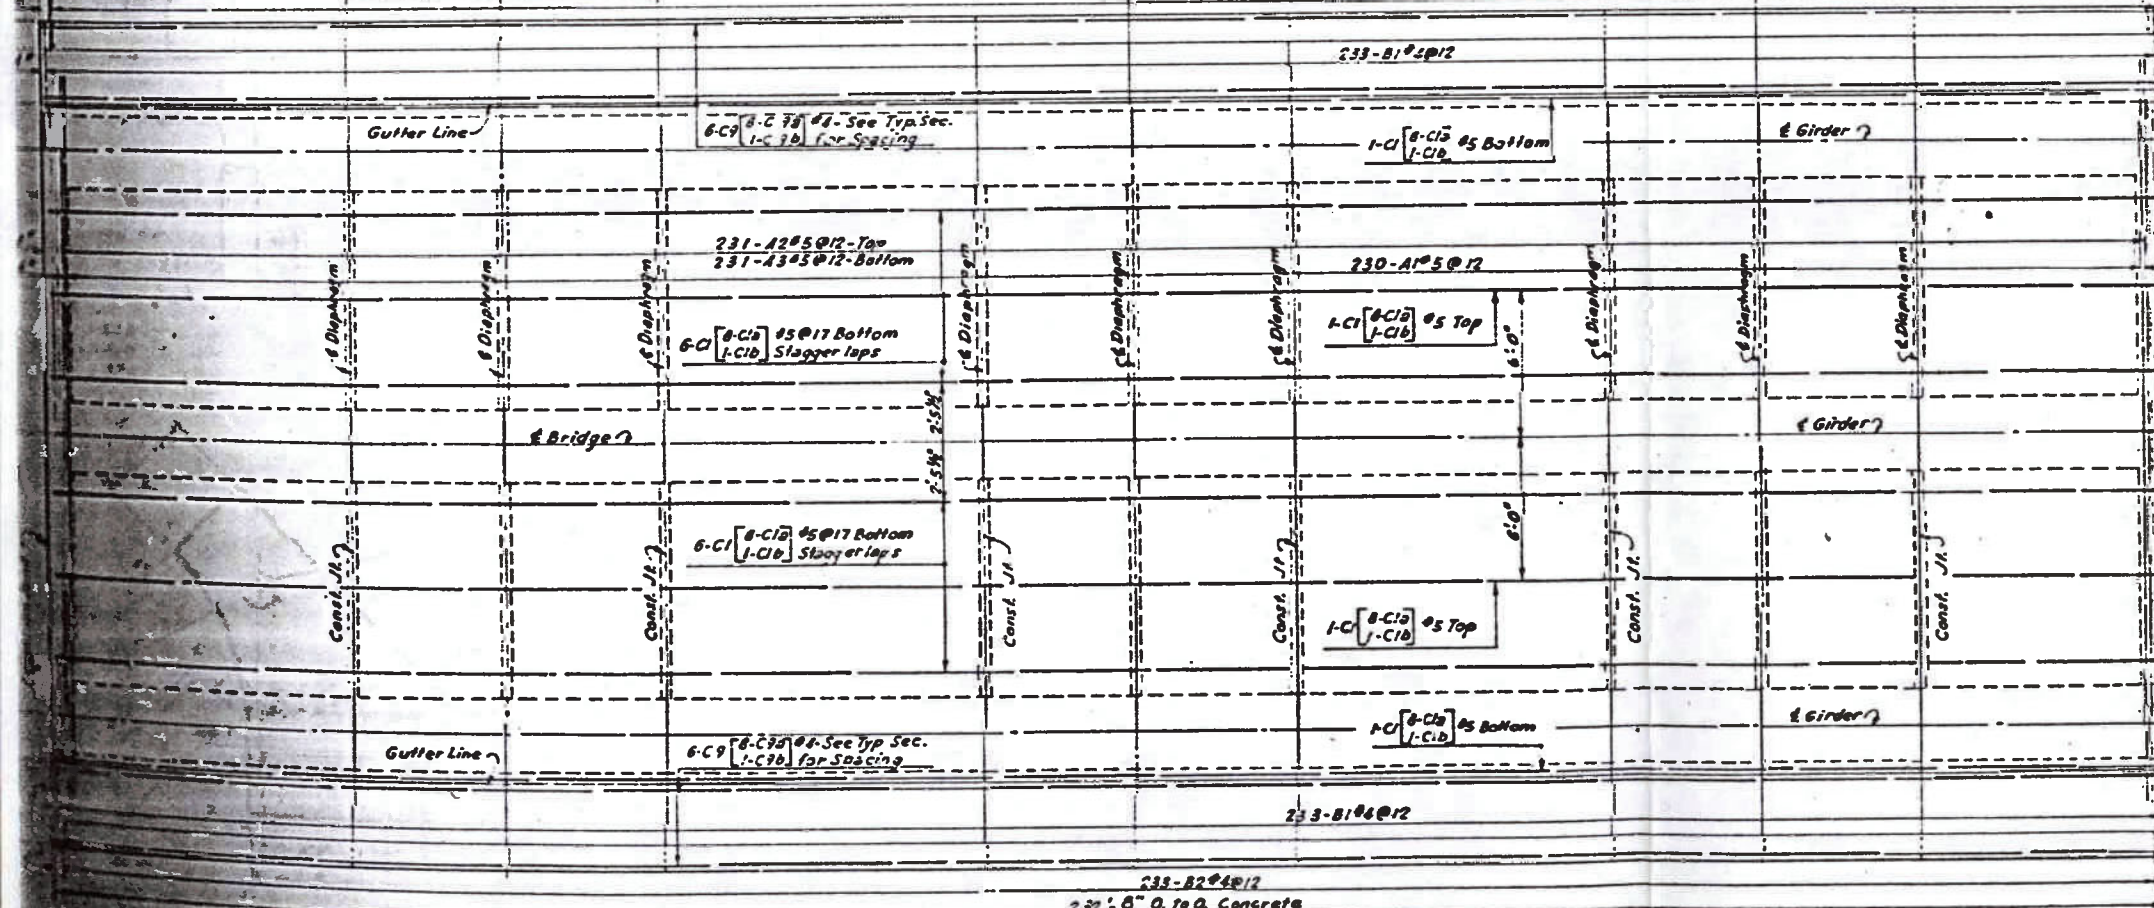 233-B1#4@12
Gutter Line
6-C9 [8-C9a
1-C9b] #4-See Typ. Sec.
for Spacing
1-C1 [8-C1a
1-C1b] #5 Bottom
₵ Girder
231-A2#5@12-Top
231-A3#5@12-Bottom
230-A1#5@12
₵ Diaphragm
₵ Diaphragm
₵ Diaphragm
₵ Diaphragm
₵ Diaphragm
₵ Diaphragm
₵ Diaphragm
₵ Diaphragm
₵ Diaphragm
6-C1 [8-C1a
1-C1b] #5@17 Bottom
Stagger laps
1-C1 [8-C1a
1-C1b] #5 Top
6'-0"
2'-5½"
₵ Bridge
₵ Girder
2'-5½"
6'-0"
6-C1 [8-C1a
1-C1b] #5@17 Bottom
Stagger laps
Const. Jt.
Const. Jt.
Const. Jt.
Const. Jt.
Const. Jt.
Const. Jt.
1-C1 [8-C1a
1-C1b] #5 Top
1-C1 [8-C1a
1-C1b] #5 Bottom
₵ Girder
Gutter Line
6-C9 [8-C9a
1-C9b] #4-See Typ Sec.
for Spacing
233-B1#4@12
233-B2#4@12
8" O. to O. Concrete